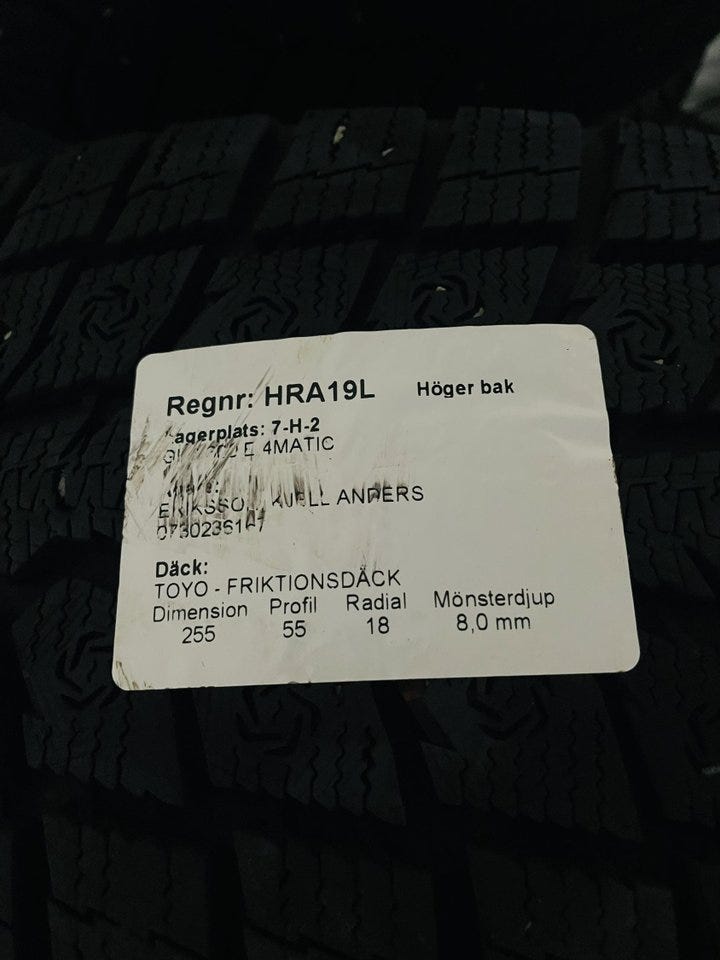 Regnr: HRA19L Höger bak
Lagerplats: 7-H-2
E 4MATIC
ANDERS
Däck:
TOYO - FRIKTIONSDÄCK
Dimension Profil Radial Mönsterdjup
255 55 18 8,0 mm